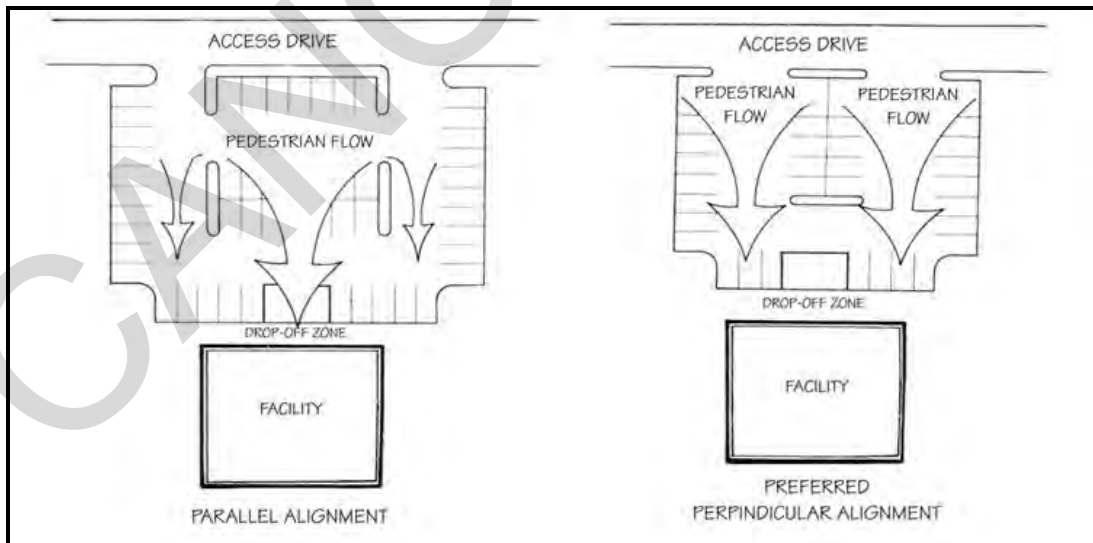 ACCESS DRIVE
PEDESTRIAN FLOW
DROP-OFF ZONE
FACILITY
PARALLEL ALIGNMENT
ACCESS DRIVE
PEDESTRIAN
FLOW
PEDESTRIAN
FLOW
DROP-OFF ZONE
FACILITY
PREFERRED
PERPINDICULAR ALIGNMENT
CANC